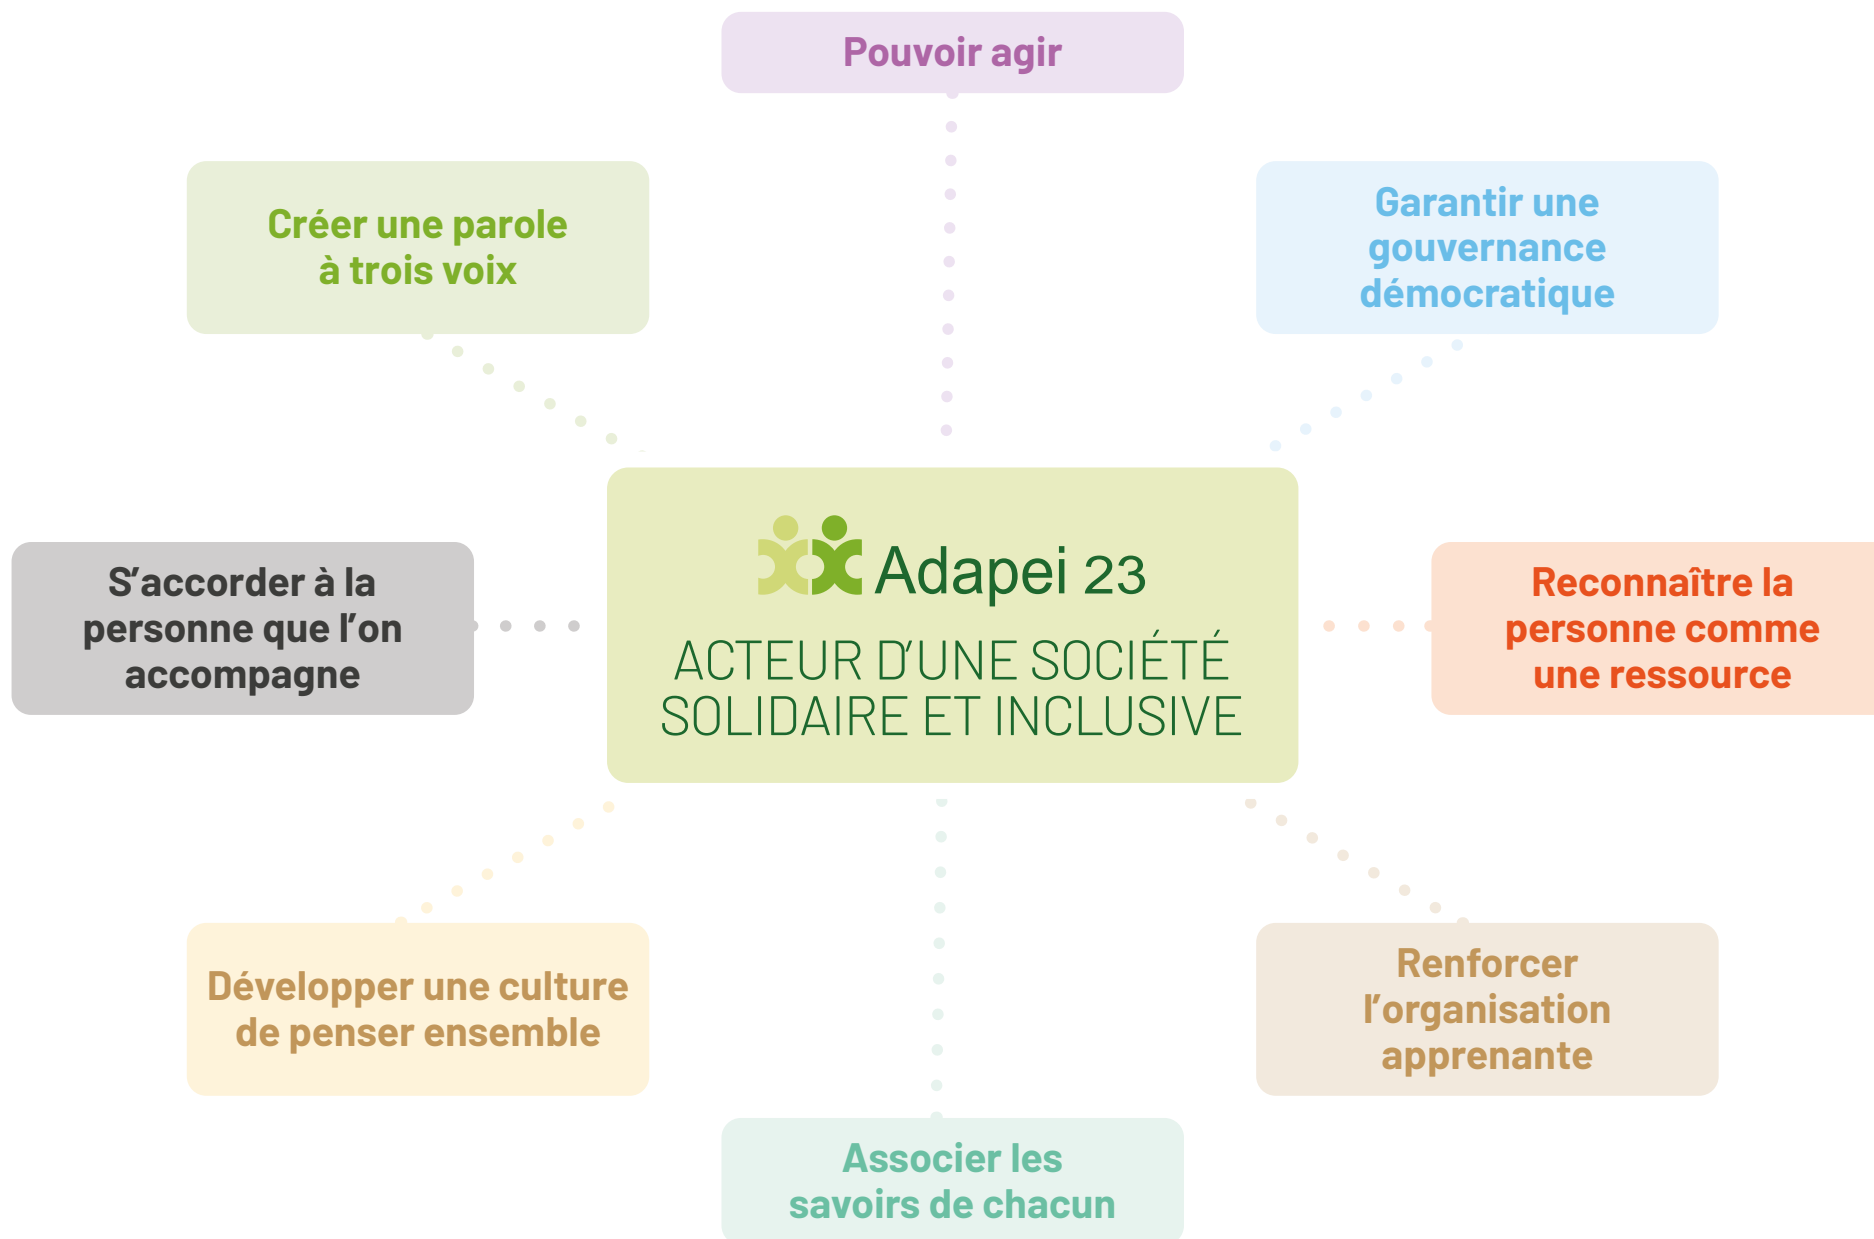 Pouvoir agir
Créer une parole
à trois voix
Garantir une
gouvernance
démocratique
S’accorder à la
personne que l’on
accompagne
Adapei 23
ACTEUR D’UNE SOCIÉTÉ
SOLIDAIRE ET INCLUSIVE
Reconnaître la
personne comme
une ressource
Développer une culture
de penser ensemble
Renforcer
l’organisation
apprenante
Associer les
savoirs de chacun